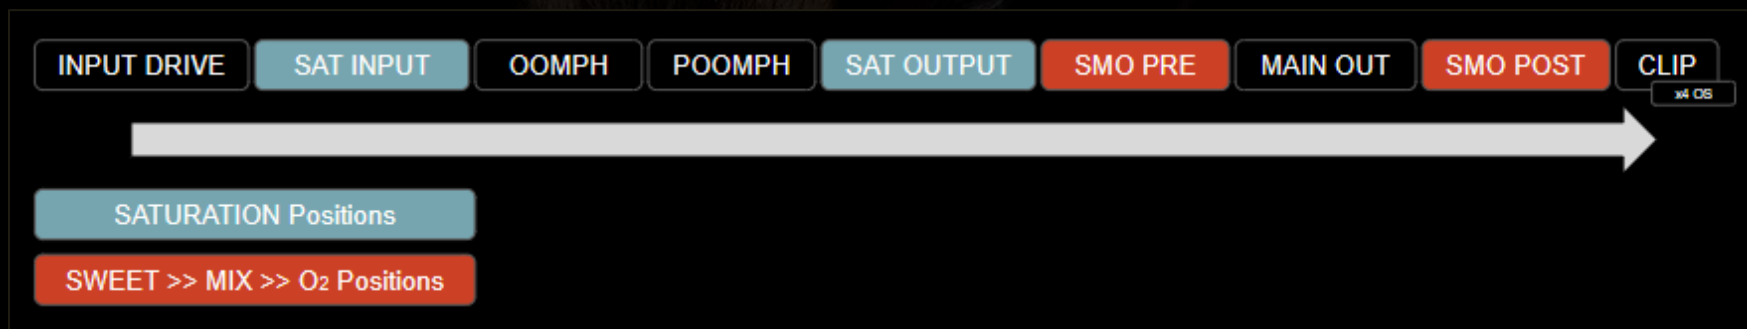 INPUT DRIVE SAT INPUT OOMPH POOMPH SAT OUTPUT SMO PRE MAIN OUT SMO POST CLIP
x4 OS
SATURATION Positions
SWEET >> MIX >> O2 Positions